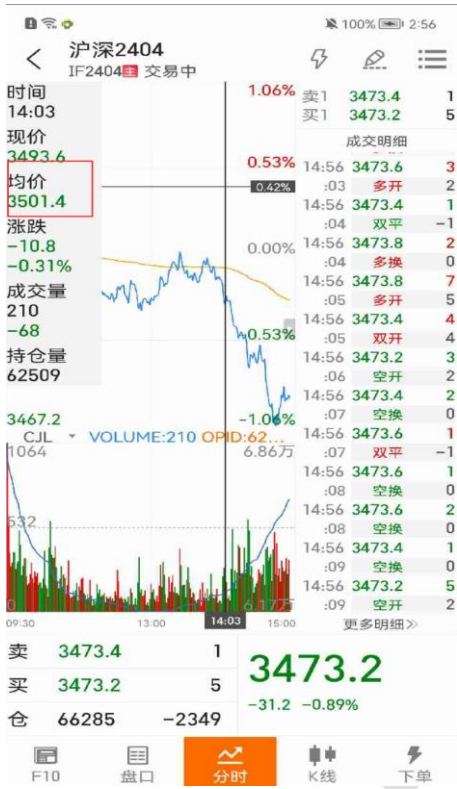 100% 2:56
沪深2404
IF2404 主 交易中
时间
14:03
现价
3493.6
均价
3501.4
涨跌
-10.8
-0.31%
成交量
210
-68
持仓量
62509
1.06%
0.53%
0.42%
0.00%
-0.53%
3467.2
-1.06%
CJL VOLUME:210 OPID:62...
1064
6.86万
532
0
6.17万
09:30 13:00 14:03 15:00
卖1 3473.4 1
买1 3473.2 5
成交明细
14:56 3473.6 3
:03 多开 2
14:56 3473.4 1
:04 双平 -1
14:56 3473.8 2
:04 多换 0
14:56 3473.8 7
:05 多开 5
14:56 3473.4 4
:05 双开 4
14:56 3473.2 3
:06 空开 2
14:56 3473.4 2
:07 空换 0
14:56 3473.6 1
:07 双平 -1
14:56 3473.6 1
:08 空换 0
14:56 3473.6 2
:08 空换 0
14:56 3473.4 1
:09 空换 0
14:56 3473.2 5
:09 空开 2
更多明细>>
卖 3473.4 1
买 3473.2 5
仓 66285 -2349
3473.2
-31.2 -0.89%
F10 盘口 分时 K线 下单